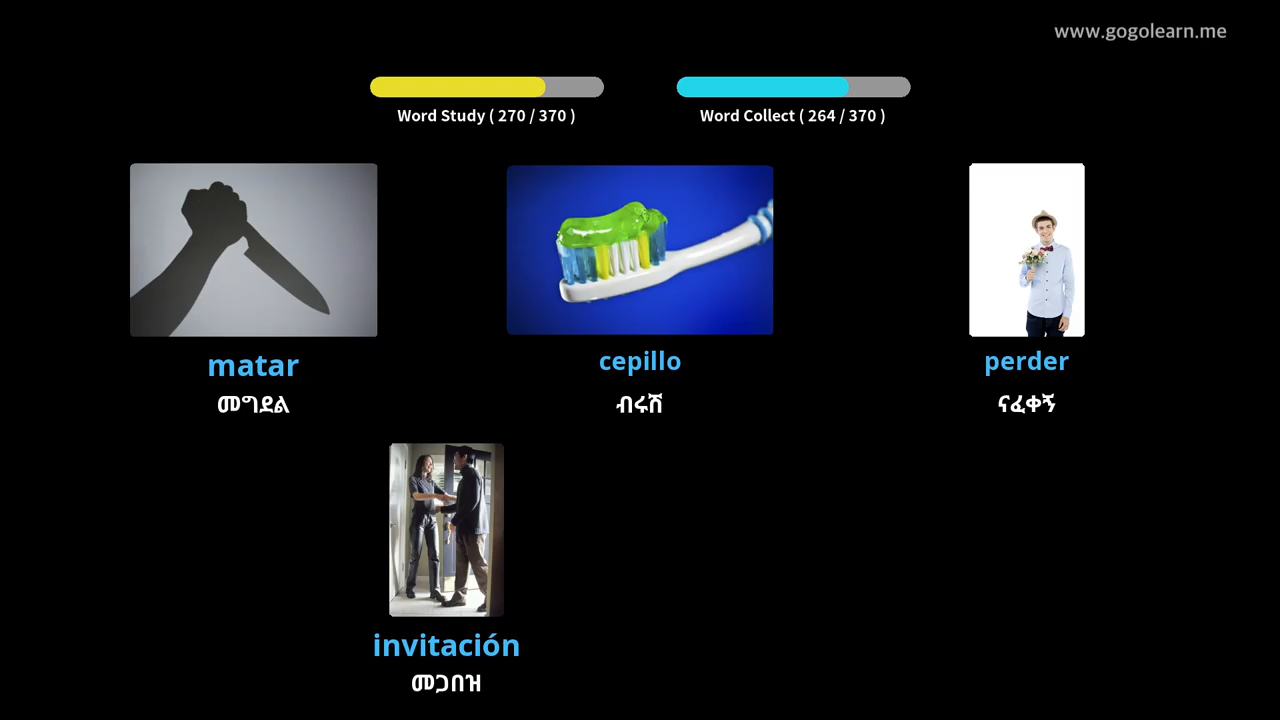 www.gogolearn.me
Word Study ( 270 / 370 )
Word Collect ( 264 / 370 )
matar
መግደል
cepillo
ብሩሽ
perder
ናፈቀኝ
invitación
መጋበዝ